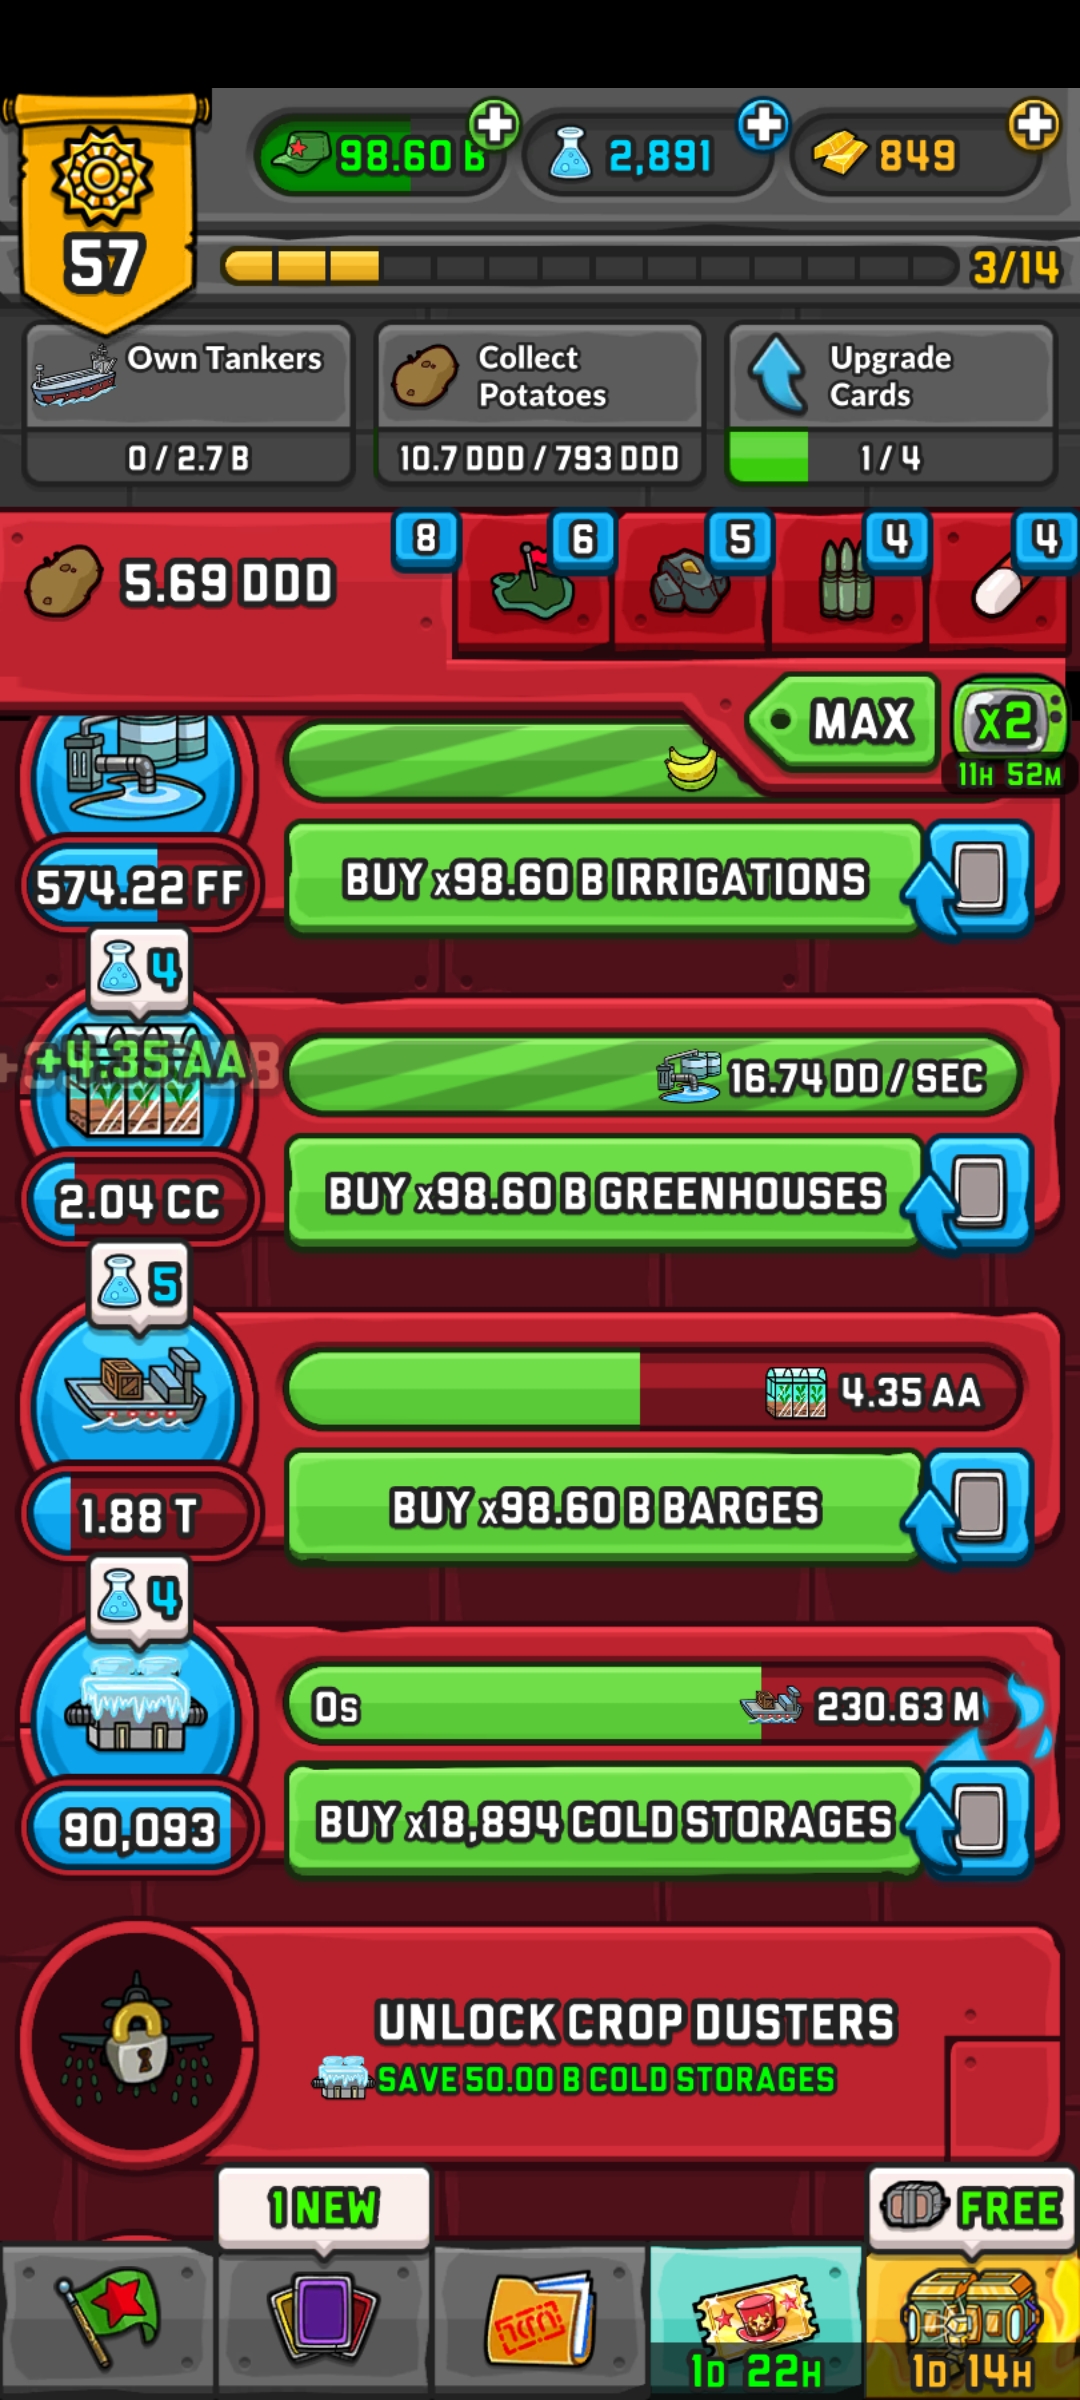 98.60 B
2,891
849
57
3/14
Own Tankers
0 / 2.7 B
Collect
Potatoes
10.7 DDD / 793 DDD
Upgrade
Cards
1 / 4
5.69 DDD
8
6
5
4
4
MAX
x2
11H 52M
574.22 FF
BUY x98.60 B IRRIGATIONS
4
+4.35 AA
16.74 DD / SEC
2.04 CC
BUY x98.60 B GREENHOUSES
5
4.35 AA
1.88 T
BUY x98.60 B BARGES
4
0s
230.63 M
90,093
BUY x18,894 COLD STORAGES
UNLOCK CROP DUSTERS
SAVE 50.00 B COLD STORAGES
1 NEW
FREE
1D 22H
1D 14H